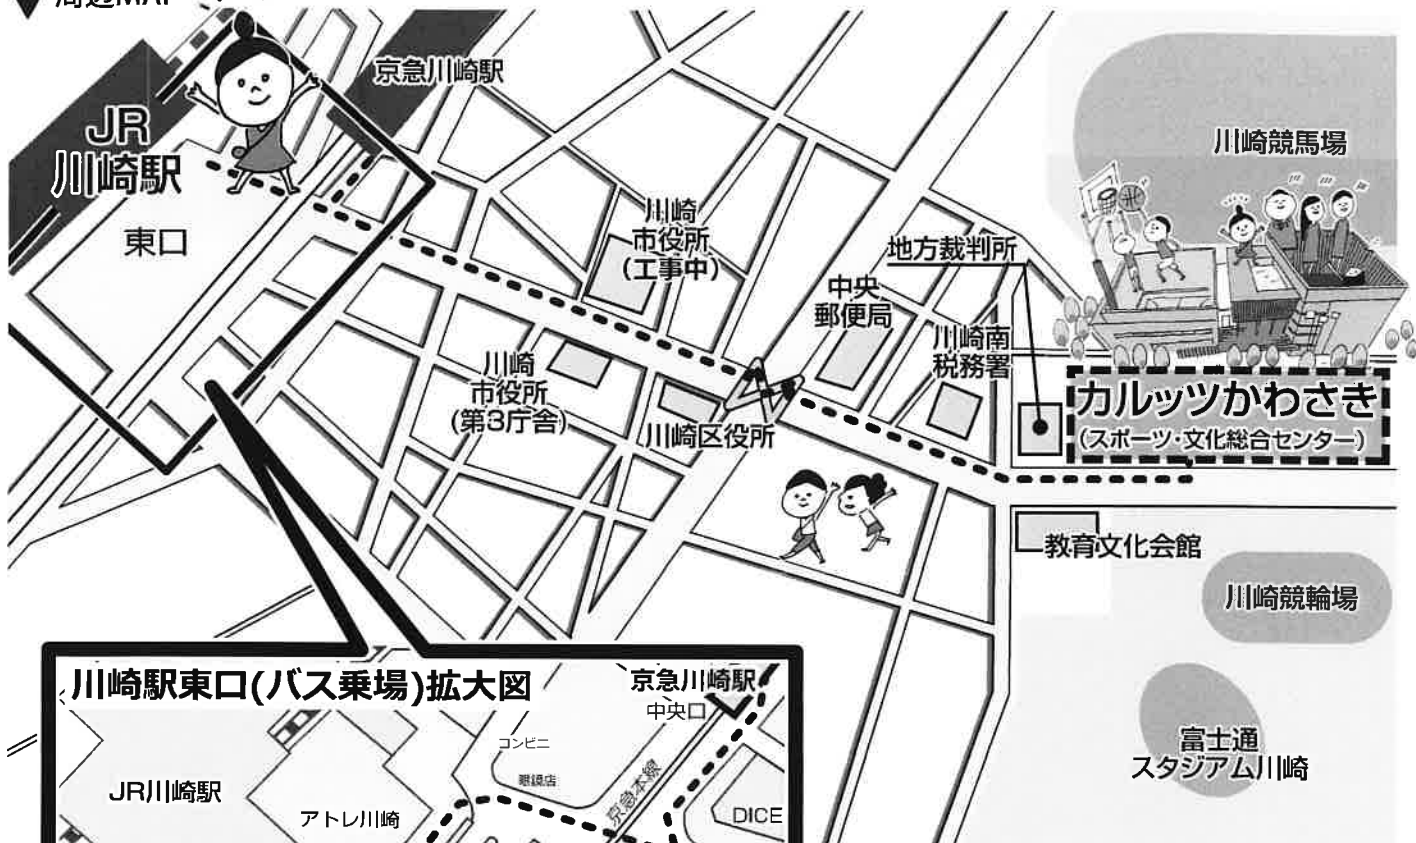 周辺MAP
京急川崎駅
JR
川崎駅
東口
川崎競馬場
川崎
市役所
(工事中)
地方裁判所
中央
郵便局
川崎南
税務署
川崎
市役所
(第3庁舎)
川崎区役所
カルッツかわさき
(スポーツ・文化総合センター)
教育文化会館
川崎競輪場
富士通
スタジアム川崎
川崎駅東口(バス乗場)拡大図
京急川崎駅
中央口
コンビニ
眼鏡店
京急本線
JR川崎駅
アトレ川崎
DICE